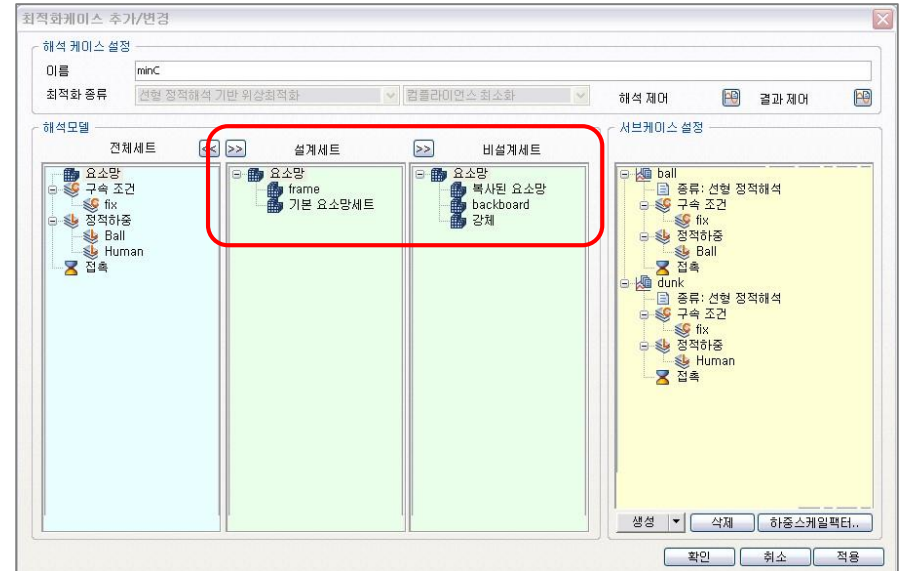 최적화케이스 추가/변경
해석 케이스 설정
이름 minC
최적화 종류 선형 정적해석 기반 위상최적화 컴플라이언스 최소화 해석 제어 결과 제어
해석모델
전체세트 << >> 설계세트 >> 비설계세트
요소망
구속 조건
fix
정적하중
Ball
Human
접촉
요소망
frame
기본 요소망세트
요소망
복사된 요소망
backboard
강체
서브케이스 설정
ball
종류: 선형 정적해석
구속 조건
fix
정적하중
Ball
접촉
dunk
종류: 선형 정적해석
구속 조건
fix
정적하중
Human
접촉
생성 삭제 하중스케일팩터..
확인 취소 적용